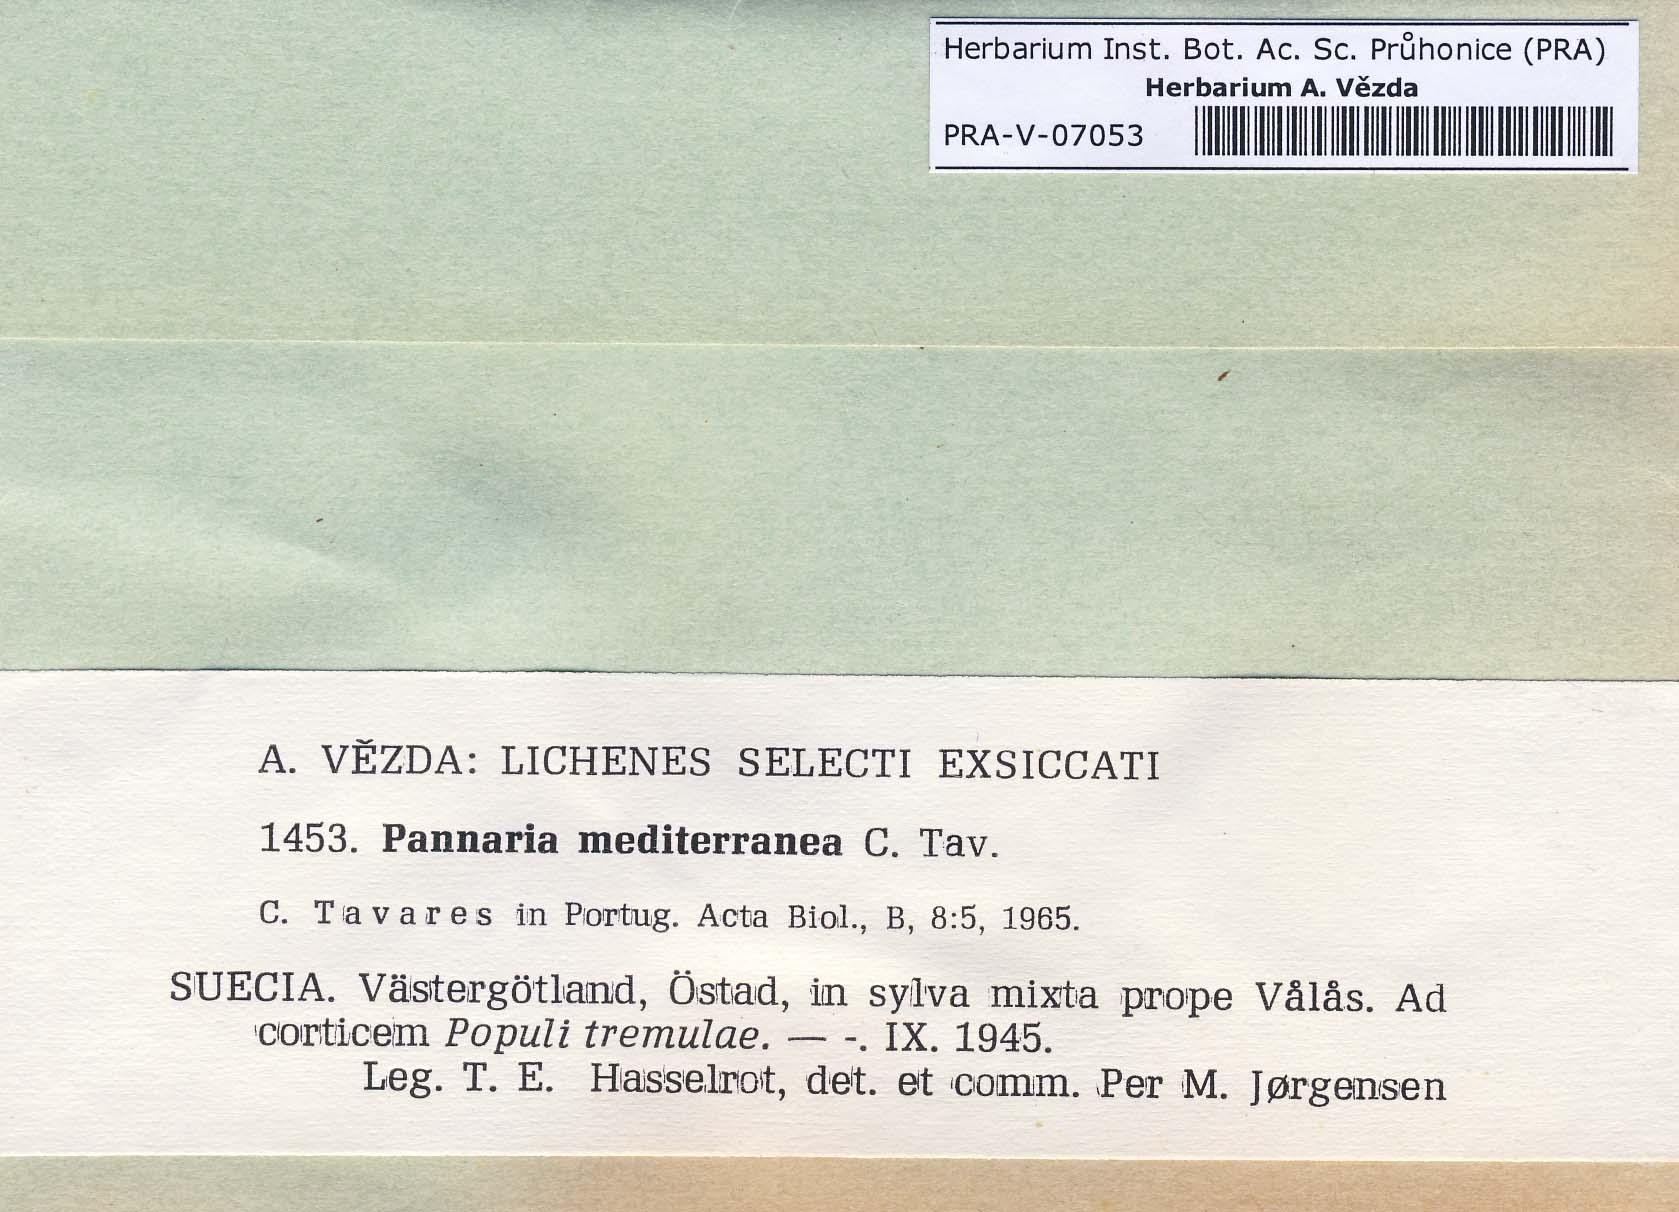 Herbarium Inst. Bot. Ac. Sc. Průhonice (PRA)
Herbarium A. Vězda
PRA-V-07053
A. VĚZDA: LICHENES SELECTI EXSICCATI
1453. Pannaria mediterranea C. Tav.
C. Tavares in Portug. Acta Biol., B, 8:5, 1965.
SUECIA. Västergötland, Östad, in sylva mixta prope Vålås. Ad
corticem Populi tremulae. — -. IX. 1945.
Leg. T. E. Hasselrot, det. et comm. Per M. Jørgensen